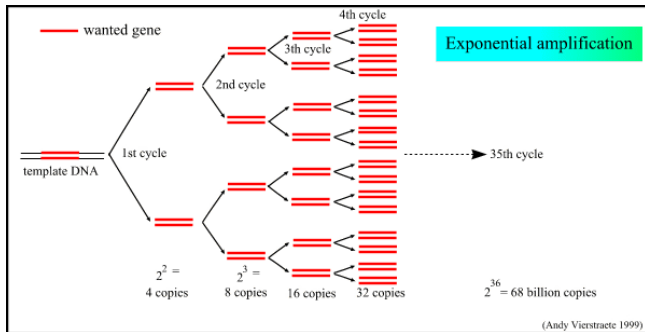 4th cycle
wanted gene
3th cycle
Exponential amplification
2nd cycle
1st cycle
35th cycle
template DNA
2^2 =
4 copies
2^3 =
8 copies
16 copies
32 copies
2^36 = 68 billion copies
(Andy Vierstraete 1999)